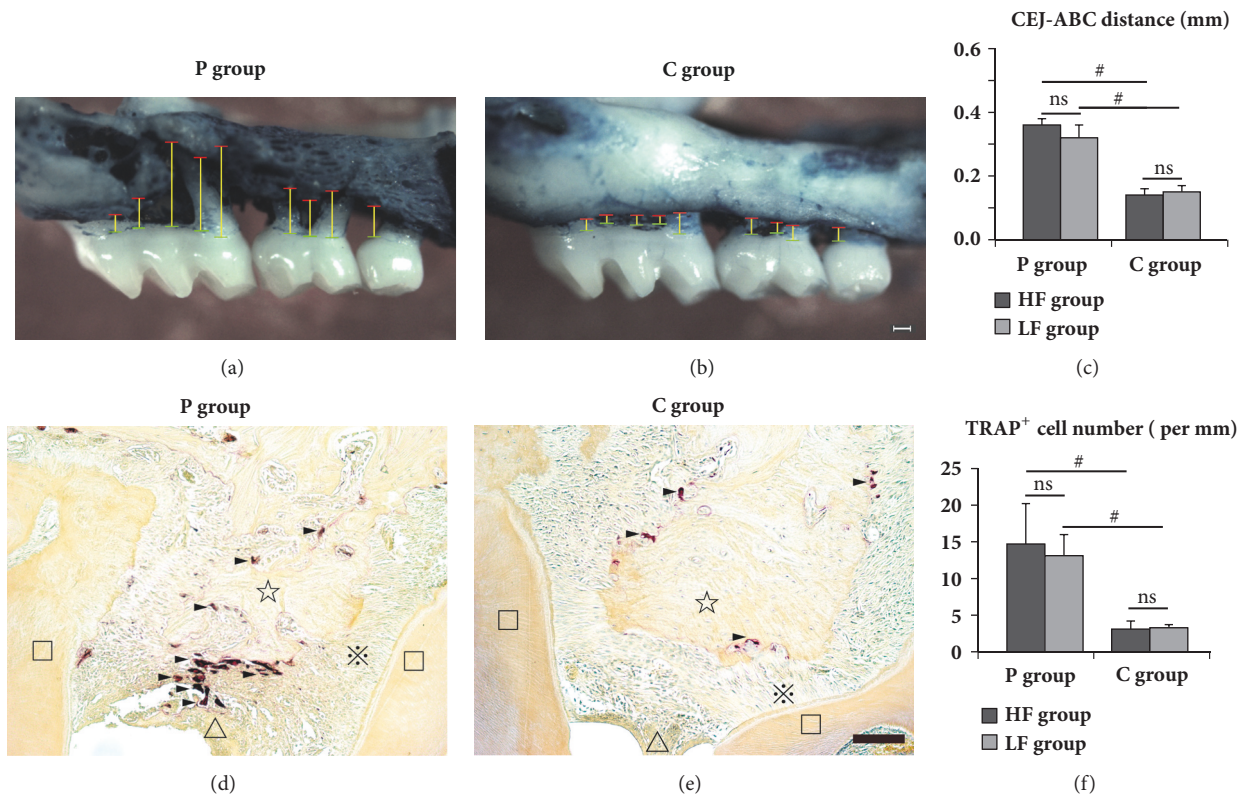 P group
C group
CEJ-ABC distance (mm)
0.6
0.4
0.2
0.0
#
ns
#
ns
P group
C group
HF group
LF group
(a)
(b)
(c)
P group
C group
TRAP+ cell number ( per mm)
25
20
15
10
5
0
#
ns
#
ns
P group
C group
HF group
LF group
(d)
(e)
(f)